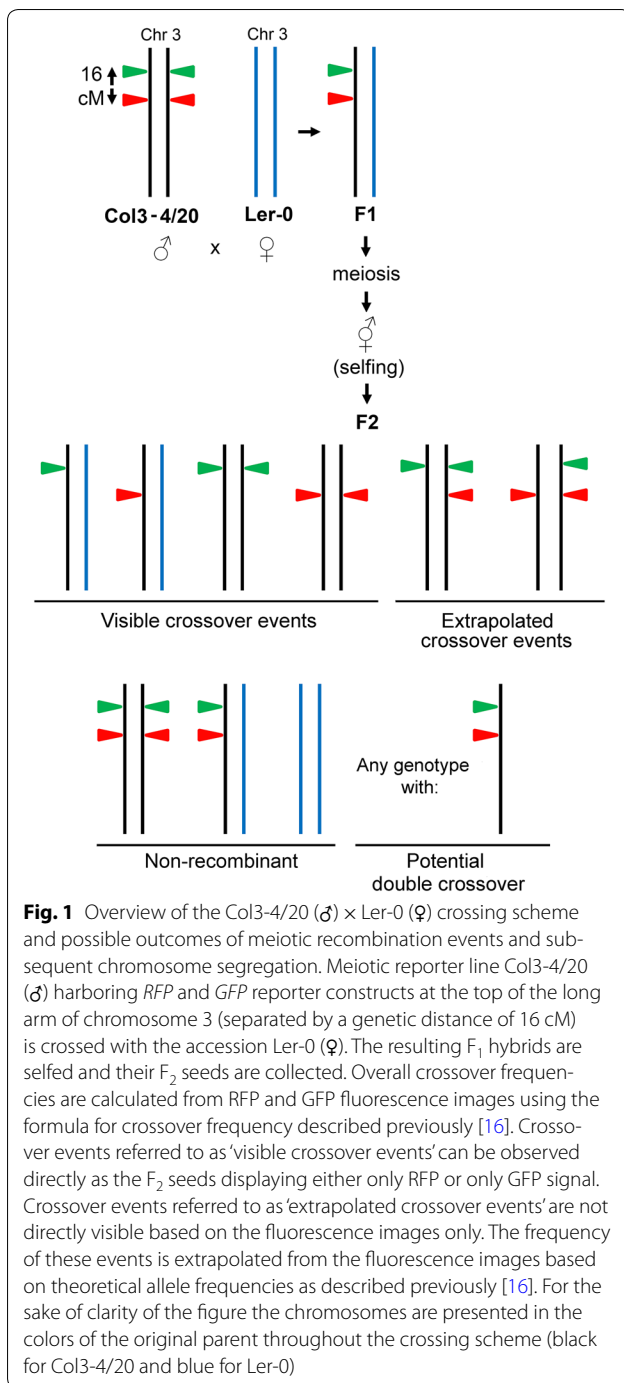 Chr 3 Chr 3
16
cM
Col3-4/20 Ler-0 F1
♂ x ♀
meiosis
⚥
(selfing)
F2
Visible crossover events Extrapolated
crossover events
Any genotype
with:
Non-recombinant Potential
double crossover
Fig. 1 Overview of the Col3-4/20 (♂) × Ler-0 (♀) crossing scheme
and possible outcomes of meiotic recombination events and sub-
sequent chromosome segregation. Meiotic reporter line Col3-4/20
(♂) harboring RFP and GFP reporter constructs at the top of the long
arm of chromosome 3 (separated by a genetic distance of 16 cM)
is crossed with the accession Ler-0 (♀). The resulting F₁ hybrids are
selfed and their F₂ seeds are collected. Overall crossover frequen-
cies are calculated from RFP and GFP fluorescence images using the
formula for crossover frequency described previously [16]. Crosso-
ver events referred to as ‘visible crossover events’ can be observed
directly as the F₂ seeds displaying either only RFP or only GFP signal.
Crossover events referred to as ‘extrapolated crossover events’ are not
directly visible based on the fluorescence images only. The frequency
of these events is extrapolated from the fluorescence images based
on theoretical allele frequencies as described previously [16]. For the
sake of clarity of the figure the chromosomes are presented in the
colors of the original parent throughout the crossing scheme (black
for Col3-4/20 and blue for Ler-0)